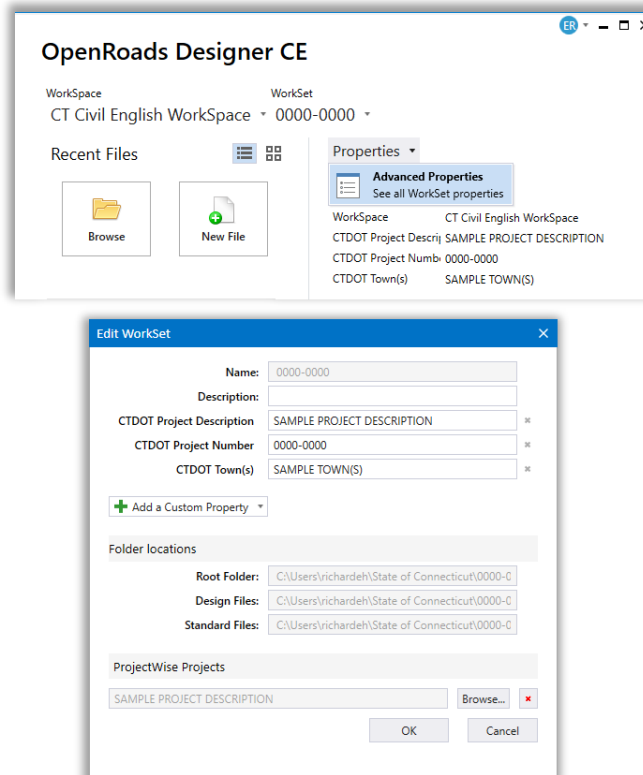 ER
OpenRoads Designer CE
WorkSpace WorkSet
CT Civil English WorkSpace 0000-0000
Recent Files
Browse
New File
Properties
Advanced Properties
See all WorkSet properties
WorkSpace CT Civil English WorkSpace
CTDOT Project Descri SAMPLE PROJECT DESCRIPTION
CTDOT Project Numb 0000-0000
CTDOT Town(s) SAMPLE TOWN(S)
Edit WorkSet
Name: 0000-0000
Description:
CTDOT Project Description SAMPLE PROJECT DESCRIPTION
CTDOT Project Number 0000-0000
CTDOT Town(s) SAMPLE TOWN(S)
Add a Custom Property
Folder locations
Root Folder: C:\Users\richardeh\State of Connecticut\0000-0
Design Files: C:\Users\richardeh\State of Connecticut\0000-0
Standard Files: C:\Users\richardeh\State of Connecticut\0000-0
ProjectWise Projects
SAMPLE PROJECT DESCRIPTION Browse...
OK Cancel